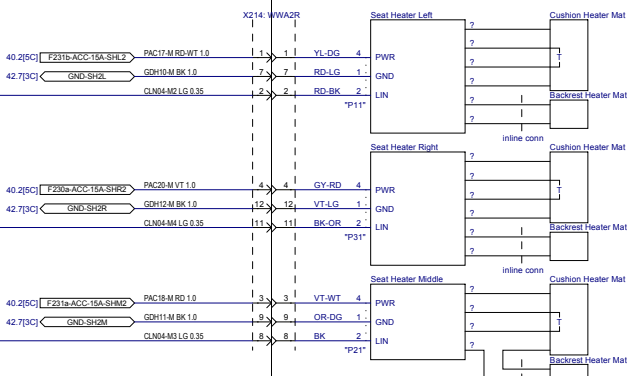 X214: WWA2R Seat Heater Left Cushion Heater Mat
?
40.2[5C] F231b-ACC-15A-SHL2 PAC17-M RD-WT 1.0 1 1 YL-DG 4 PWR ? T
42.7[3C] GND-SH2L GDH10-M BK 1.0 7 7 RD-LG 1 GND ?
CLN04-M2 LG 0.35 2 2 RD-BK 2 LIN ? Backrest Heater Mat
"P11" ?
inline conn
Seat Heater Right Cushion Heater Mat
?
40.2[5C] F230a-ACC-15A-SHR2 PAC20-M VT 1.0 4 4 GY-RD 4 PWR ? T
42.7[3C] GND-SH2R GDH12-M BK 1.0 12 12 VT-LG 1 GND ?
CLN04-M4 LG 0.35 11 11 BK-OR 2 LIN ? Backrest Heater Mat
"P31" ?
inline conn
Seat Heater Middle Cushion Heater Mat
?
40.2[5C] F231a-ACC-15A-SHM2 PAC18-M RD 1.0 3 3 VT-WT 4 PWR ?
42.7[3C] GND-SH2M GDH11-M BK 1.0 9 9 OR-DG 1 GND ? T
CLN04-M3 LG 0.35 8 8 BK 2 LIN ?
"P21" Backrest Heater Mat